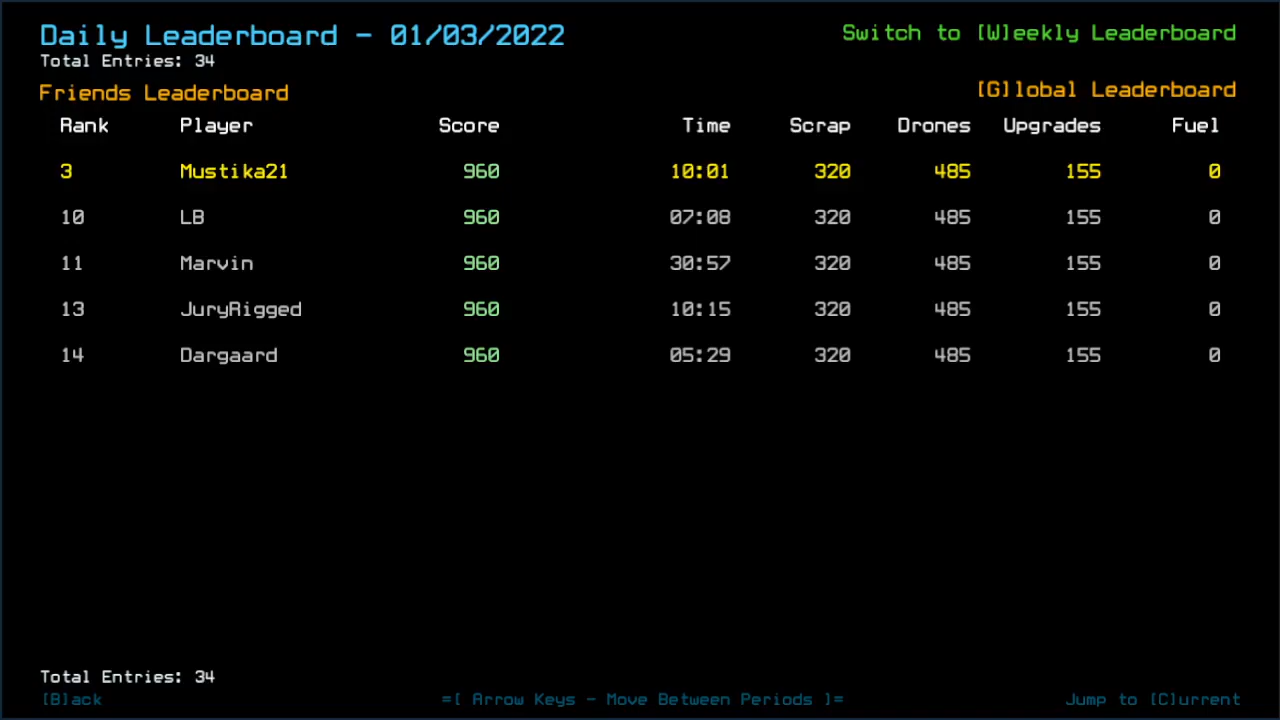 Daily Leaderboard - 01/03/2022 Switch to [W]eekly Leaderboard
Total Entries: 34
Friends Leaderboard [G]lobal Leaderboard
Rank Player Score Time Scrap Drones Upgrades Fuel
3 Mustika21 960 10:01 320 485 155 0
10 LB 960 07:08 320 485 155 0
11 Marvin 960 30:57 320 485 155 0
13 JuryRigged 960 10:15 320 485 155 0
14 Dargaard 960 05:29 320 485 155 0
Total Entries: 34
[B]ack =[ Arrow Keys - Move Between Periods ]= Jump to [C]urrent